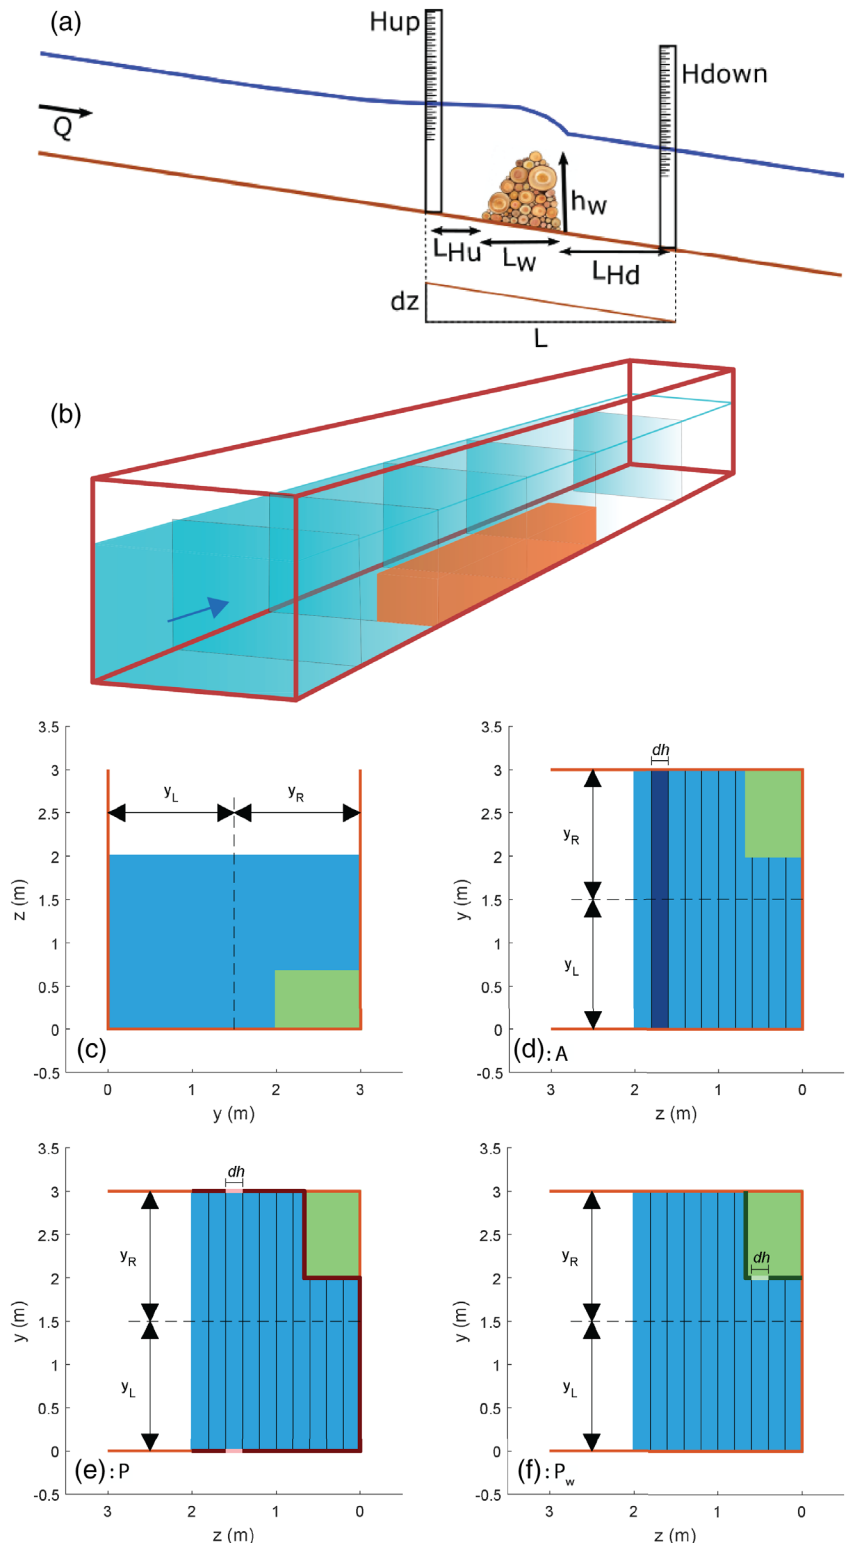 (a)
Hup
Hdown
Q
hw
LHu
Lw
LHd
dz
L
(b)
3.5
3
2.5
2
1.5
1
0.5
0
-0.5
z (m)
yL
yR
(c)
0
1
2
3
y (m)
3.5
3
2.5
2
1.5
1
0.5
0
-0.5
y (m)
dh
yR
yL
(d): A
3
2
1
0
z (m)
3.5
3
2.5
2
1.5
1
0.5
0
-0.5
y (m)
dh
yR
yL
(e): P
3
2
1
0
z (m)
3.5
3
2.5
2
1.5
1
0.5
0
-0.5
y (m)
dh
yR
yL
(f): Pw
3
2
1
0
z (m)